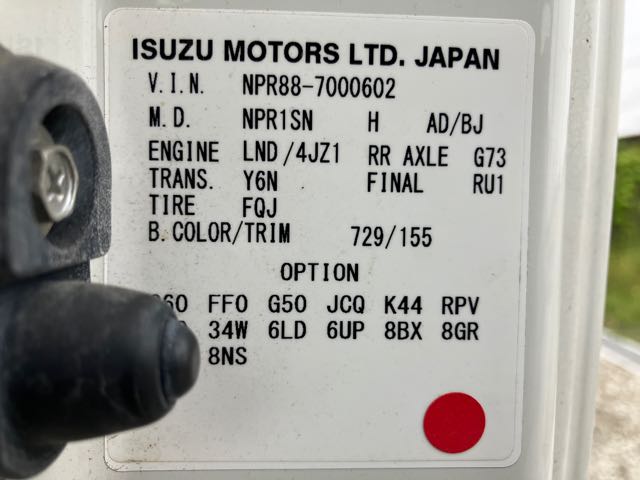 ISUZU MOTORS LTD. JAPAN
V.I.N. NPR88-7000602
M.D. NPR1SN H AD/BJ
ENGINE LND/4JZ1 RR AXLE G73
TRANS. Y6N FINAL RU1
TIRE FQJ
B.COLOR/TRIM 729/155
OPTION
FF0 G50 JCQ K44 RPV
34W 6LD 6UP 8BX 8GR
8NS